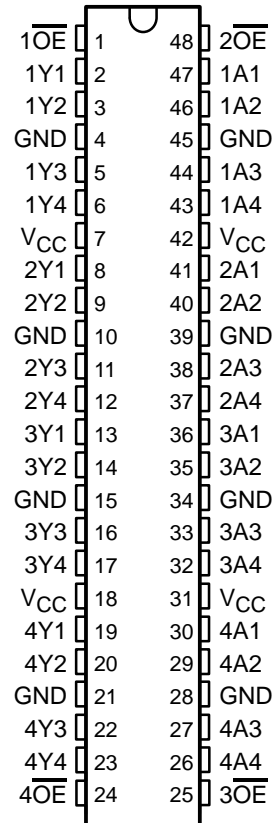 1O̅E̅ 1 48 2O̅E̅
1Y1 2 47 1A1
1Y2 3 46 1A2
GND 4 45 GND
1Y3 5 44 1A3
1Y4 6 43 1A4
VCC 7 42 VCC
2Y1 8 41 2A1
2Y2 9 40 2A2
GND 10 39 GND
2Y3 11 38 2A3
2Y4 12 37 2A4
3Y1 13 36 3A1
3Y2 14 35 3A2
GND 15 34 GND
3Y3 16 33 3A3
3Y4 17 32 3A4
VCC 18 31 VCC
4Y1 19 30 4A1
4Y2 20 29 4A2
GND 21 28 GND
4Y3 22 27 4A3
4Y4 23 26 4A4
4O̅E̅ 24 25 3O̅E̅